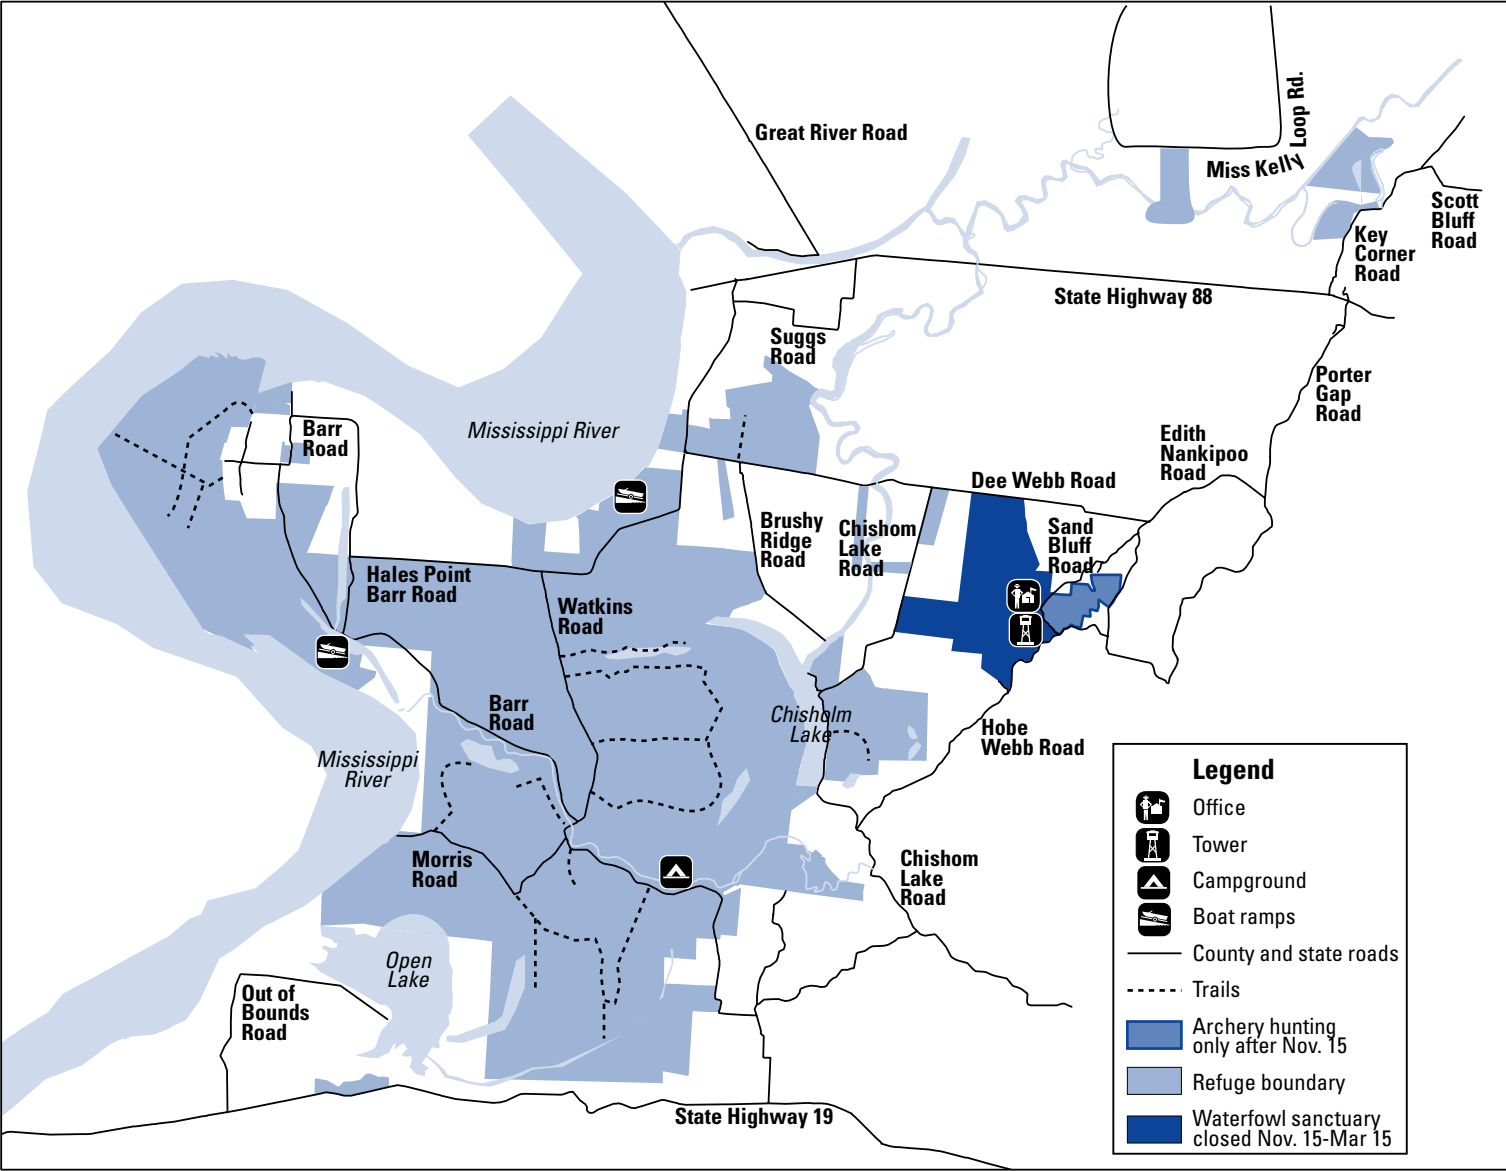 Great River Road
Miss Kelly
Loop Rd.
Scott
Bluff
Road
Key
Corner
Road
State Highway 88
Suggs
Road
Porter
Gap
Road
Barr
Road
Mississippi River
Edith
Nankipoo
Road
Dee Webb Road
Brushy
Ridge
Road
Chishom
Lake
Road
Sand
Bluff
Road
Hales Point
Barr Road
Watkins
Road
Barr
Road
Chisholm
Lake
Hobe
Webb Road
Mississippi
River
Morris
Road
Chishom
Lake
Road
Open
Lake
Out of
Bounds
Road
State Highway 19
Legend
Office
Tower
Campground
Boat ramps
County and state roads
Trails
Archery hunting
only after Nov. 15
Refuge boundary
Waterfowl sanctuary
closed Nov. 15-Mar 15